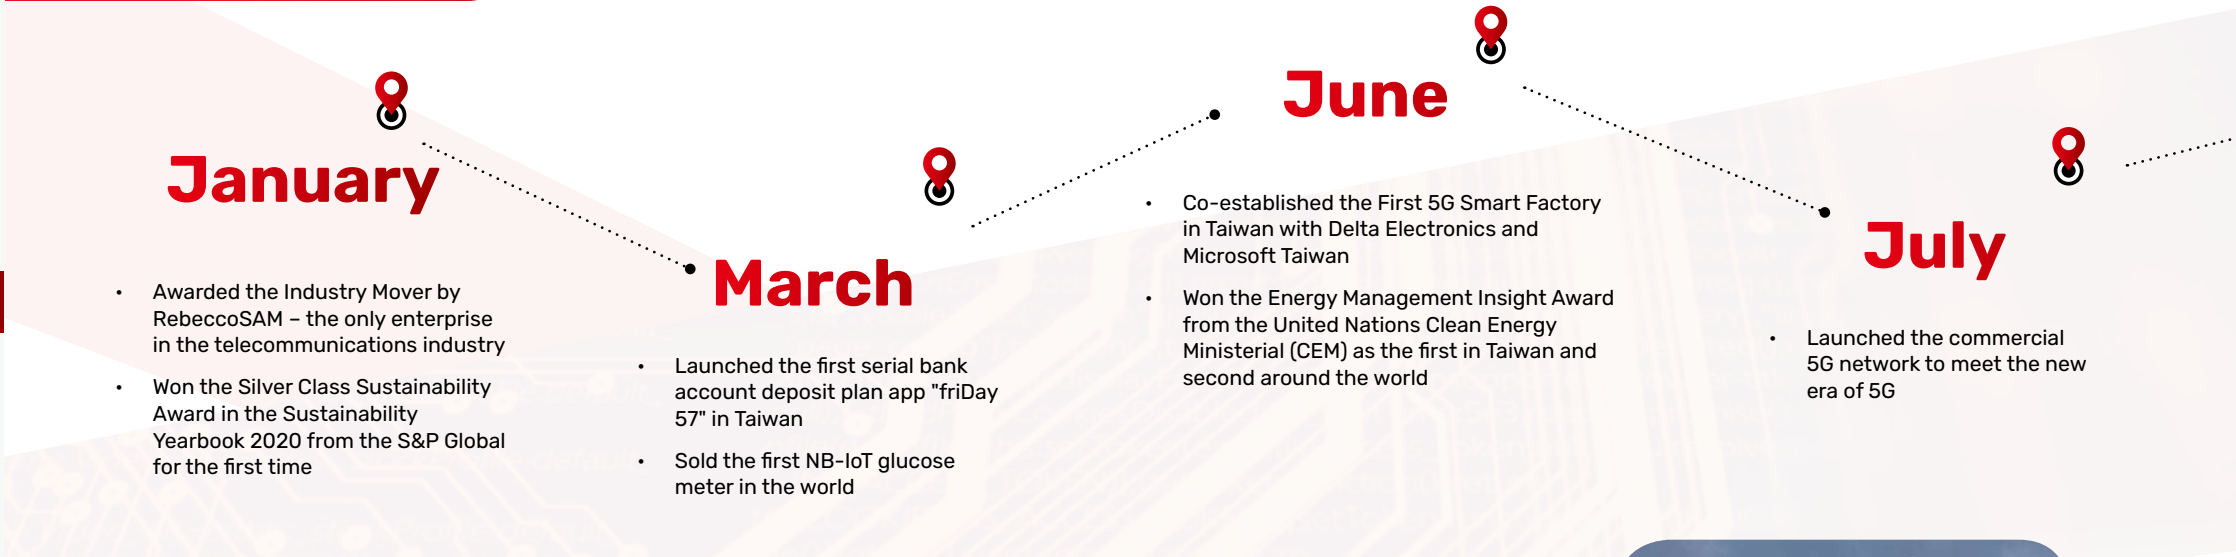 January
• Awarded the Industry Mover by
RebeccoSAM – the only enterprise
in the telecommunications industry
• Won the Silver Class Sustainability
Award in the Sustainability
Yearbook 2020 from the S&P Global
for the first time
March
• Launched the first serial bank
account deposit plan app "friDay
57" in Taiwan
• Sold the first NB-IoT glucose
meter in the world
June
• Co-established the First 5G Smart Factory
in Taiwan with Delta Electronics and
Microsoft Taiwan
• Won the Energy Management Insight Award
from the United Nations Clean Energy
Ministerial (CEM) as the first in Taiwan and
second around the world
July
• Launched the commercial
5G network to meet the new
era of 5G